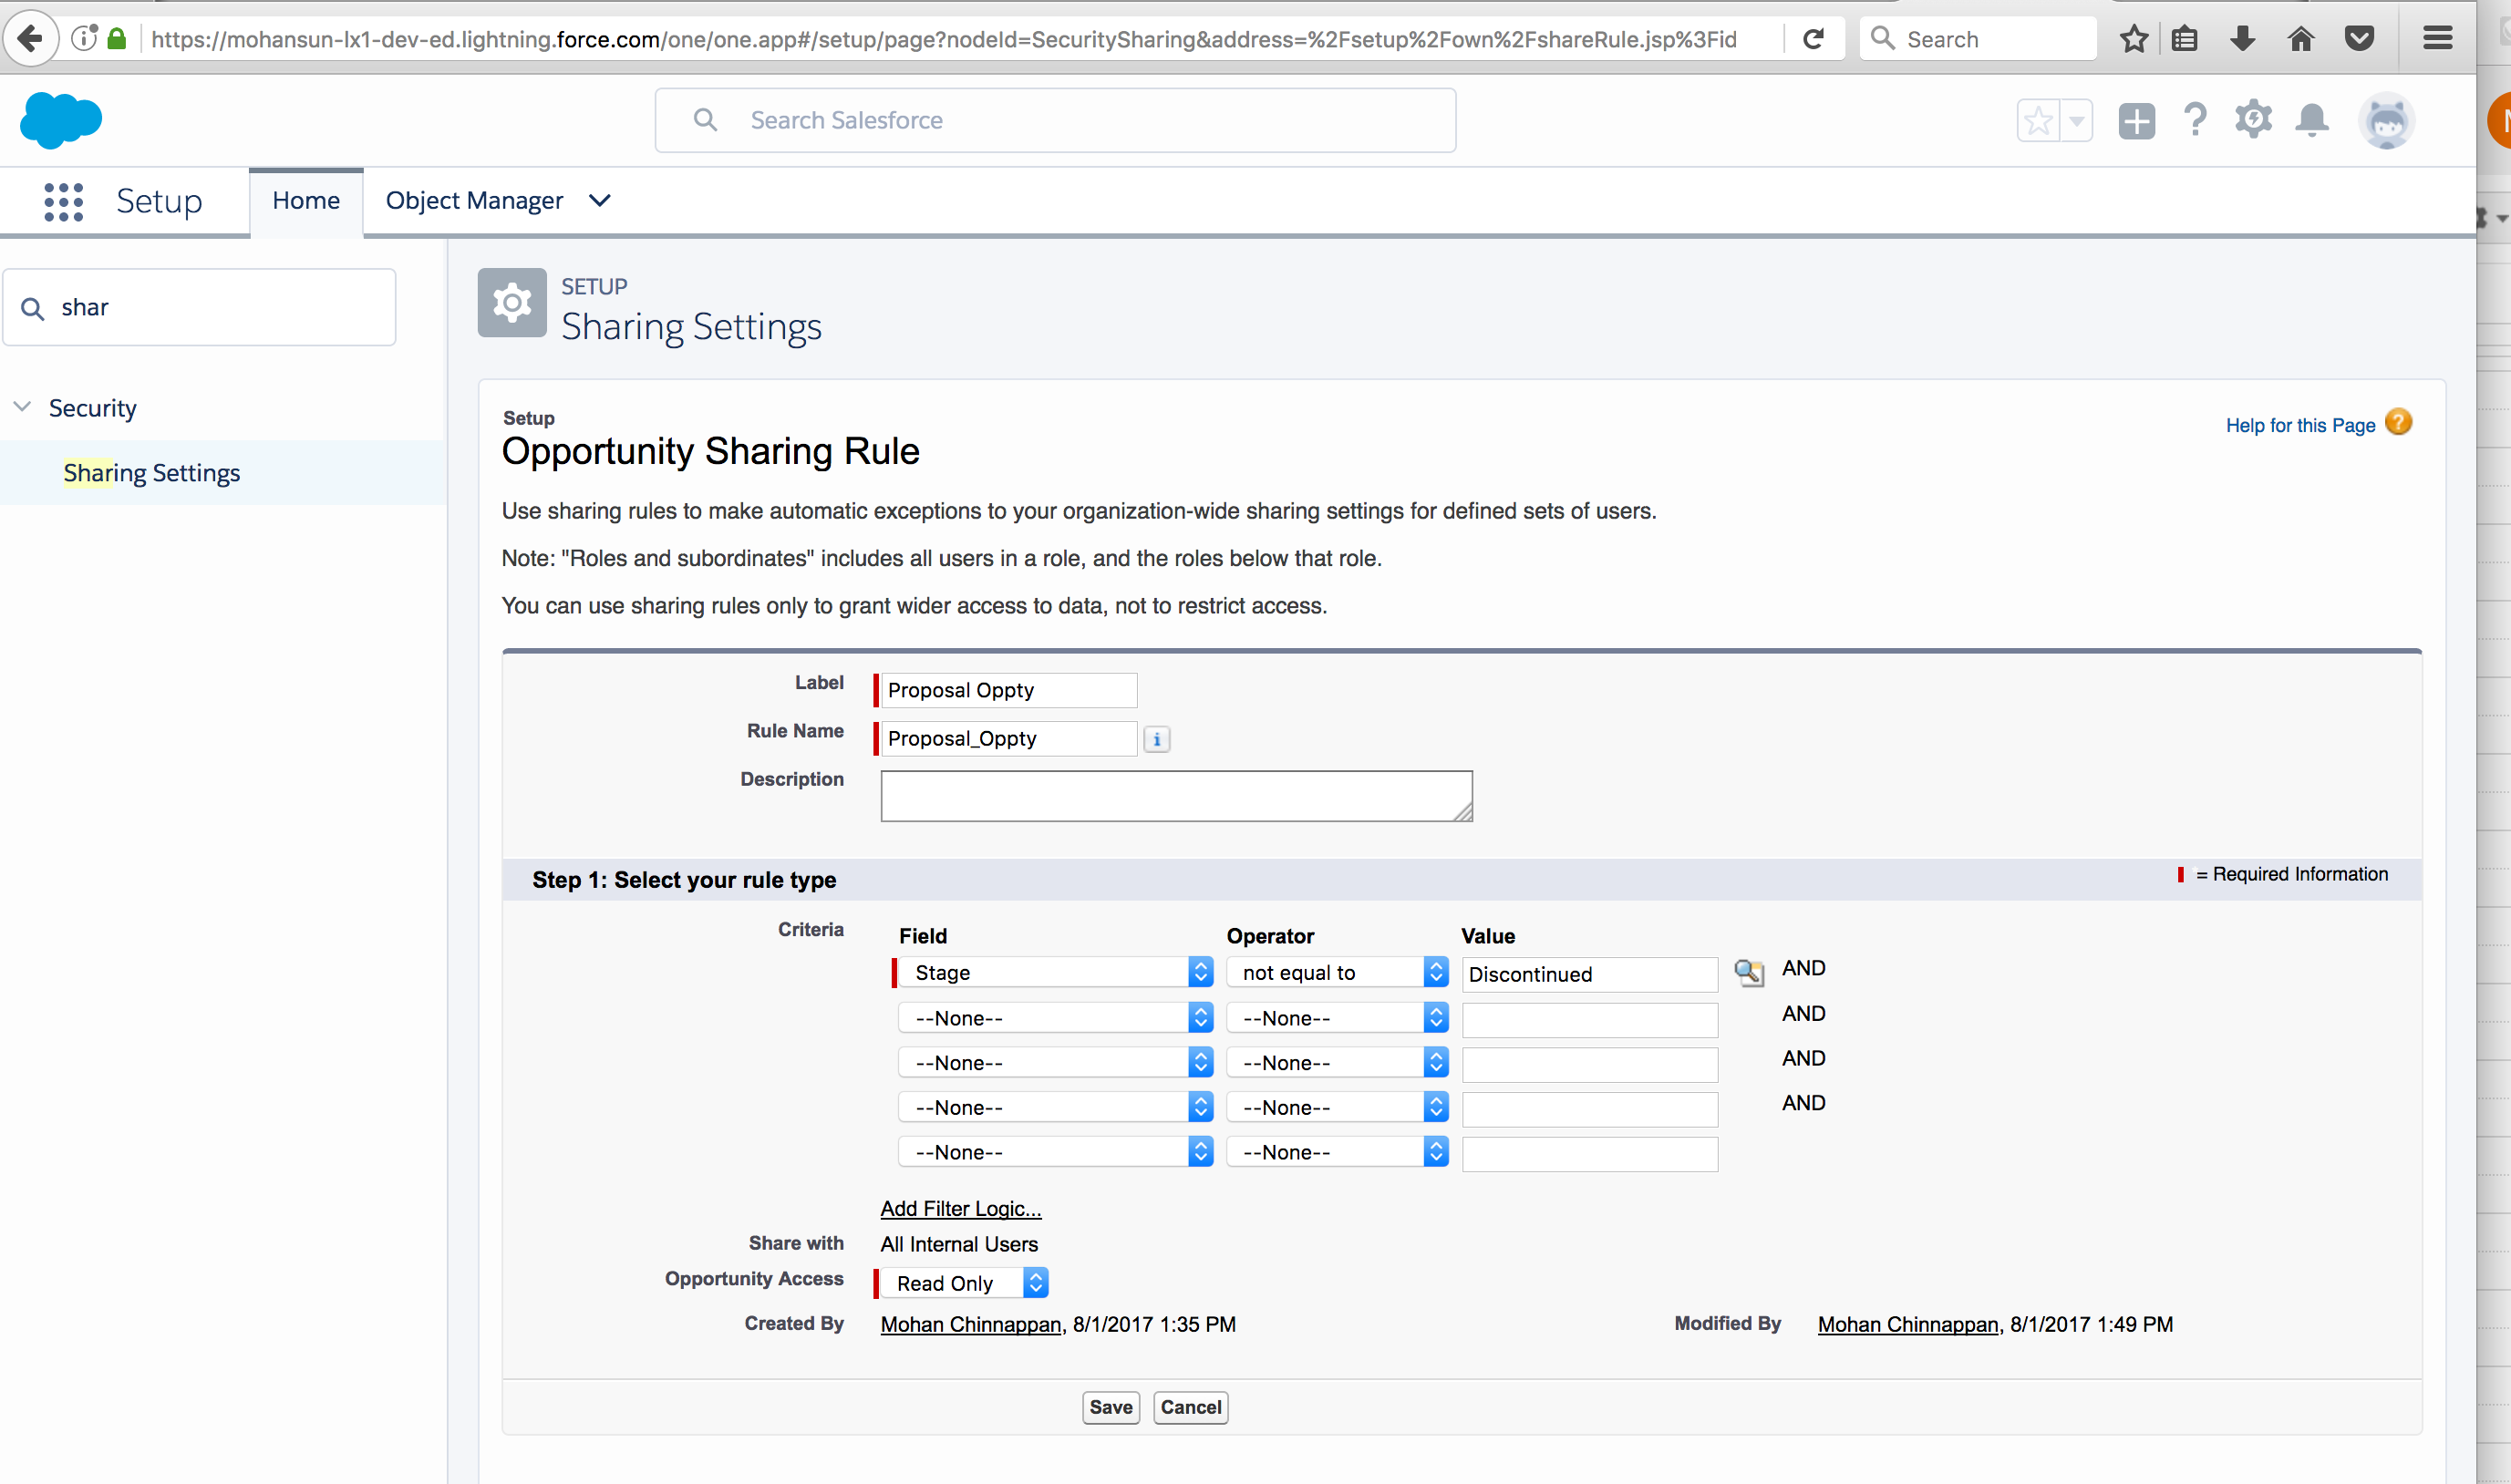 https://mohansun-lx1-dev-ed.lightning.force.com/one/one.app#/setup/page?nodeId=SecuritySharing&address=%2Fsetup%2Fown%2FshareRule.jsp%3Fid
Search
Search Salesforce
Setup
Home
Object Manager
shar
Security
Sharing Settings
SETUP
Sharing Settings
Setup
Opportunity Sharing Rule
Help for this Page
Use sharing rules to make automatic exceptions to your organization-wide sharing settings for defined sets of users.
Note: "Roles and subordinates" includes all users in a role, and the roles below that role.
You can use sharing rules only to grant wider access to data, not to restrict access.
Label Proposal Oppty
Rule Name Proposal_Oppty
Description
Step 1: Select your rule type
= Required Information
Criteria
Field Operator Value
Stage not equal to Discontinued AND
--None-- --None-- AND
--None-- --None-- AND
--None-- --None-- AND
--None-- --None--
Add Filter Logic...
Share with All Internal Users
Opportunity Access Read Only
Created By Mohan Chinnappan, 8/1/2017 1:35 PM Modified By Mohan Chinnappan, 8/1/2017 1:49 PM
Save Cancel